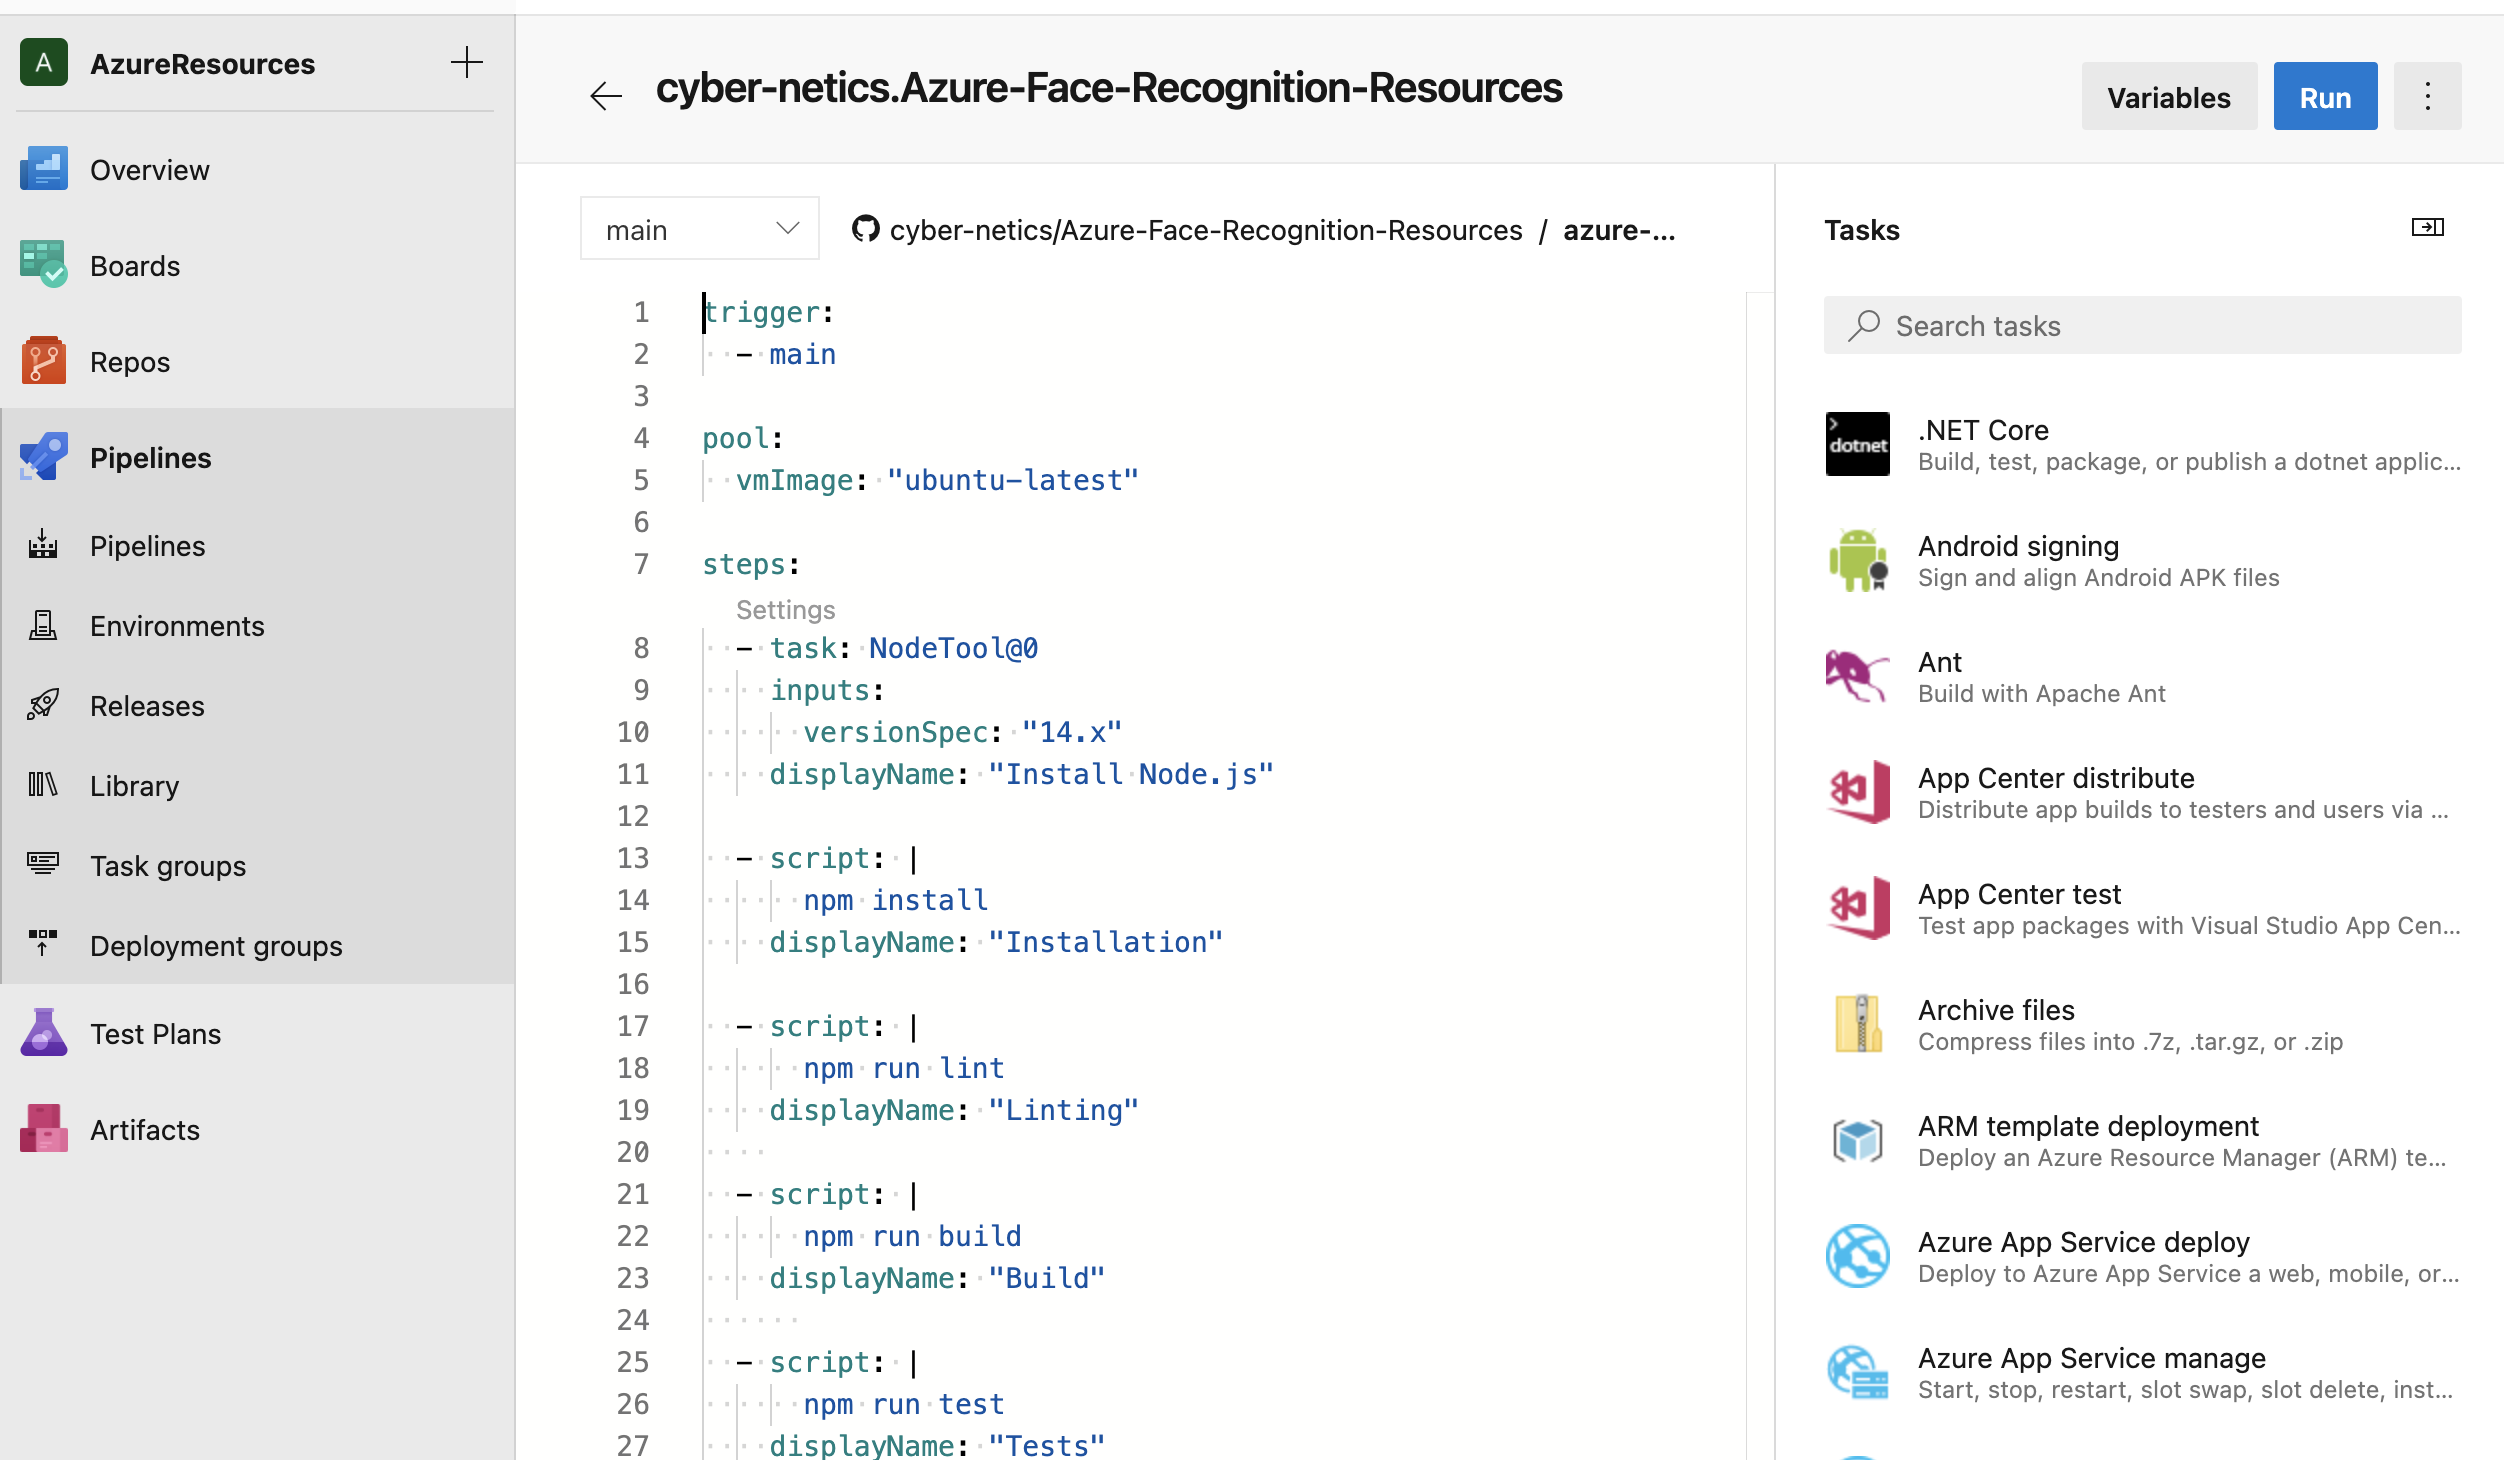 A AzureResources
Overview
Boards
Repos
Pipelines
Pipelines
Environments
Releases
Library
Task groups
Deployment groups
Test Plans
Artifacts
cyber-netics.Azure-Face-Recognition-Resources
Variables
Run
main
cyber-netics/Azure-Face-Recognition-Resources / azure-...
1 trigger:
2 - main
3
4 pool:
5 vmImage: "ubuntu-latest"
6
7 steps:
Settings
8 - task: NodeTool@0
9 inputs:
10 versionSpec: "14.x"
11 displayName: "Install Node.js"
12
13 - script: |
14 npm install
15 displayName: "Installation"
16
17 - script: |
18 npm run lint
19 displayName: "Linting"
20
21 - script: |
22 npm run build
23 displayName: "Build"
24
25 - script: |
26 npm run test
27 displayName: "Tests"
Tasks
Search tasks
dotnet
.NET Core
Build, test, package, or publish a dotnet applic...
Android signing
Sign and align Android APK files
Ant
Build with Apache Ant
App Center distribute
Distribute app builds to testers and users via ...
App Center test
Test app packages with Visual Studio App Cen...
Archive files
Compress files into .7z, .tar.gz, or .zip
ARM template deployment
Deploy an Azure Resource Manager (ARM) te...
Azure App Service deploy
Deploy to Azure App Service a web, mobile, or...
Azure App Service manage
Start, stop, restart, slot swap, slot delete, inst...